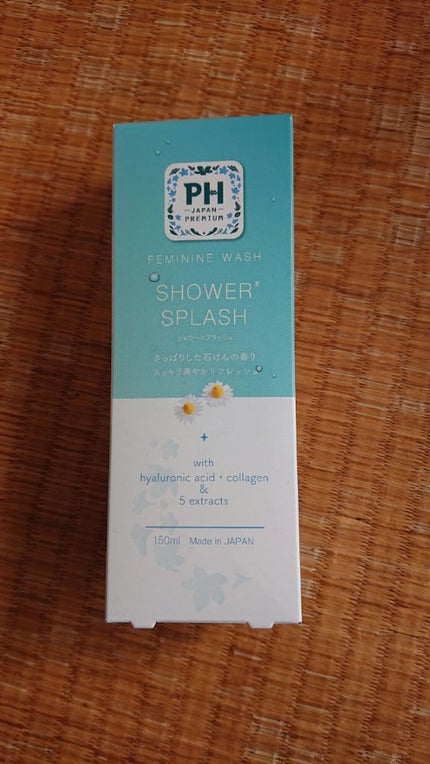 PH
JAPAN
PREMIUM
FEMININE WASH
SHOWER®
SPLASH
シャワースプラッシュ
さっぱりした石けんの香り
スッキリ爽やかリフレッシュ
with
hyaluronic acid・collagen
&
5 extracts
150ml Made in JAPAN